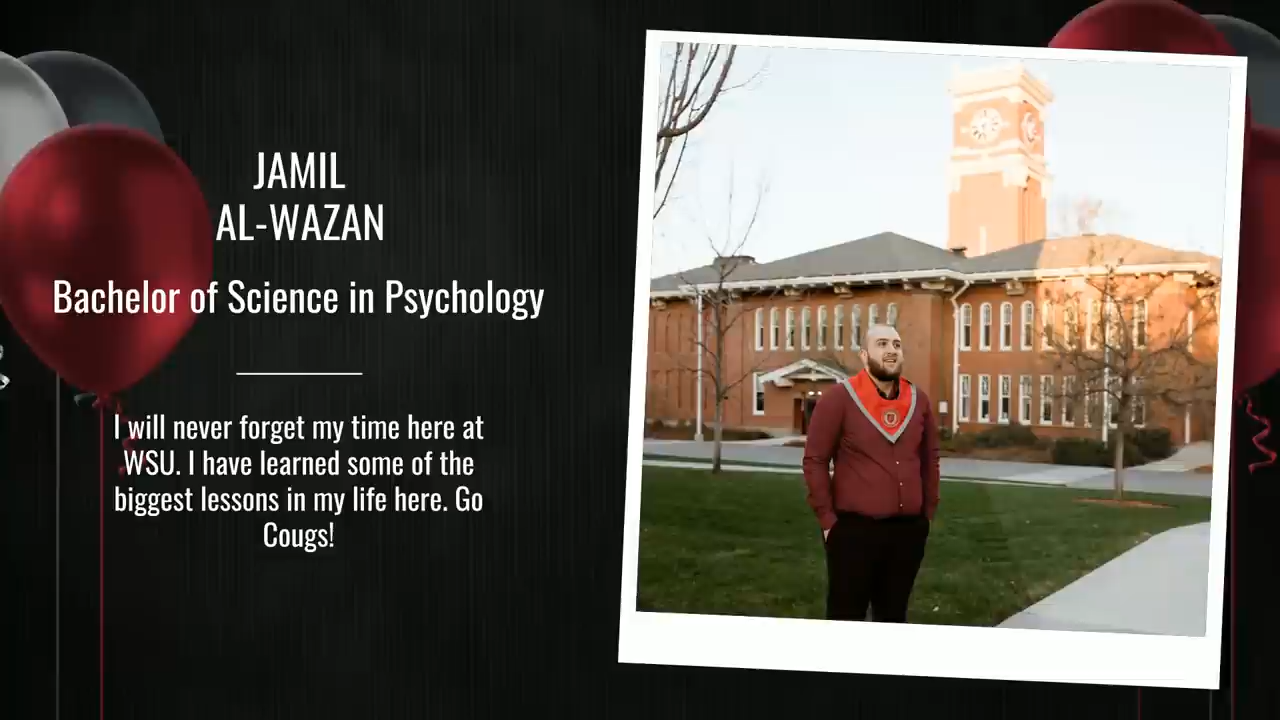 JAMIL
AL-WAZAN
Bachelor of Science in Psychology
I will never forget my time here at
WSU. I have learned some of the
biggest lessons in my life here. Go
Cougs!